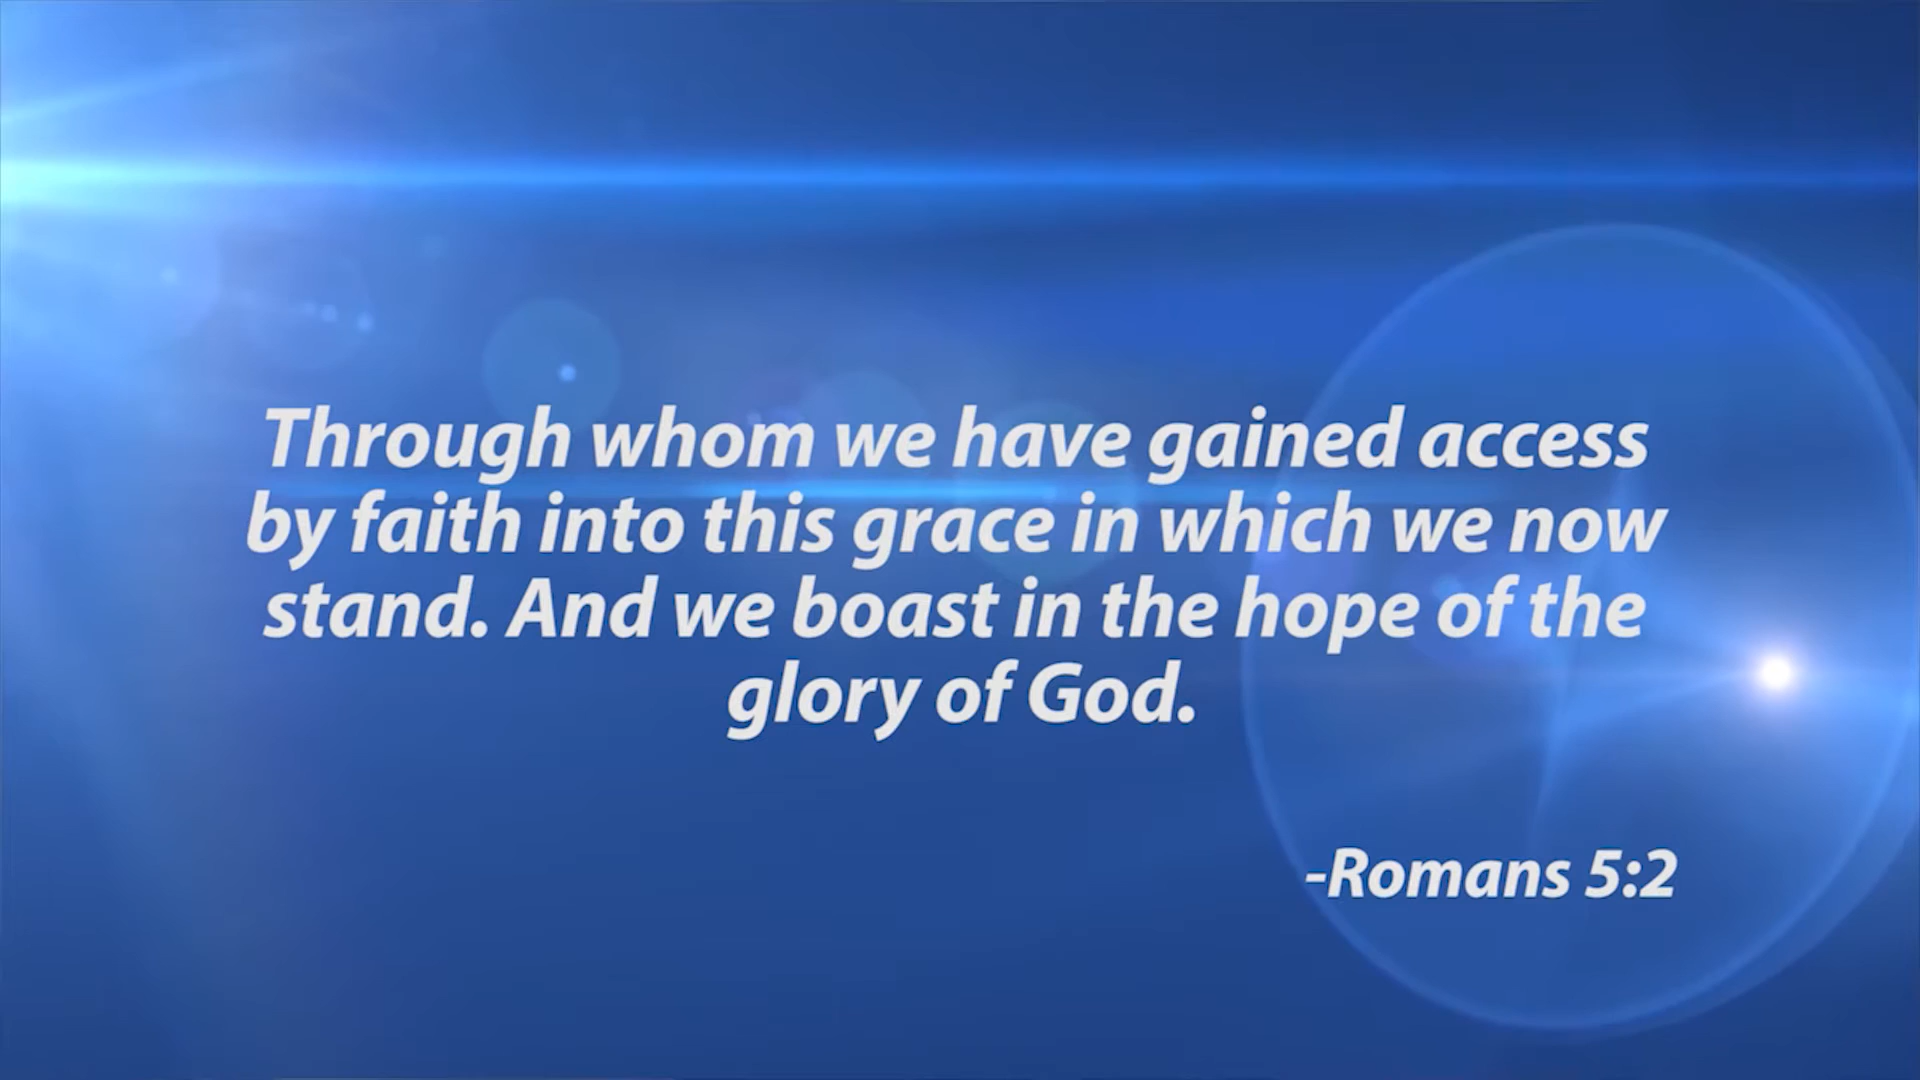 Through whom we have gained access
by faith into this grace in which we now
stand. And we boast in the hope of the
glory of God.
-Romans 5:2